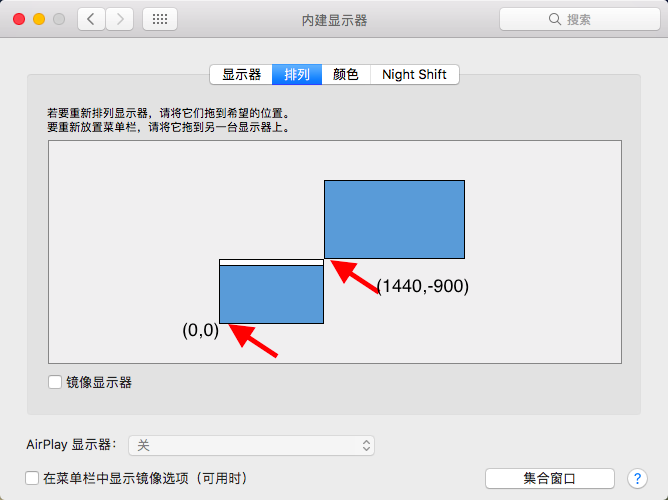 内建显示器
搜索
显示器 排列 颜色 Night Shift
若要重新排列显示器，请将它们拖到希望的位置。
要重新放置菜单栏，请将它拖到另一台显示器上。
(1440,-900)
(0,0)
镜像显示器
AirPlay 显示器： 关
在菜单栏中显示镜像选项（可用时）
集合窗口
?